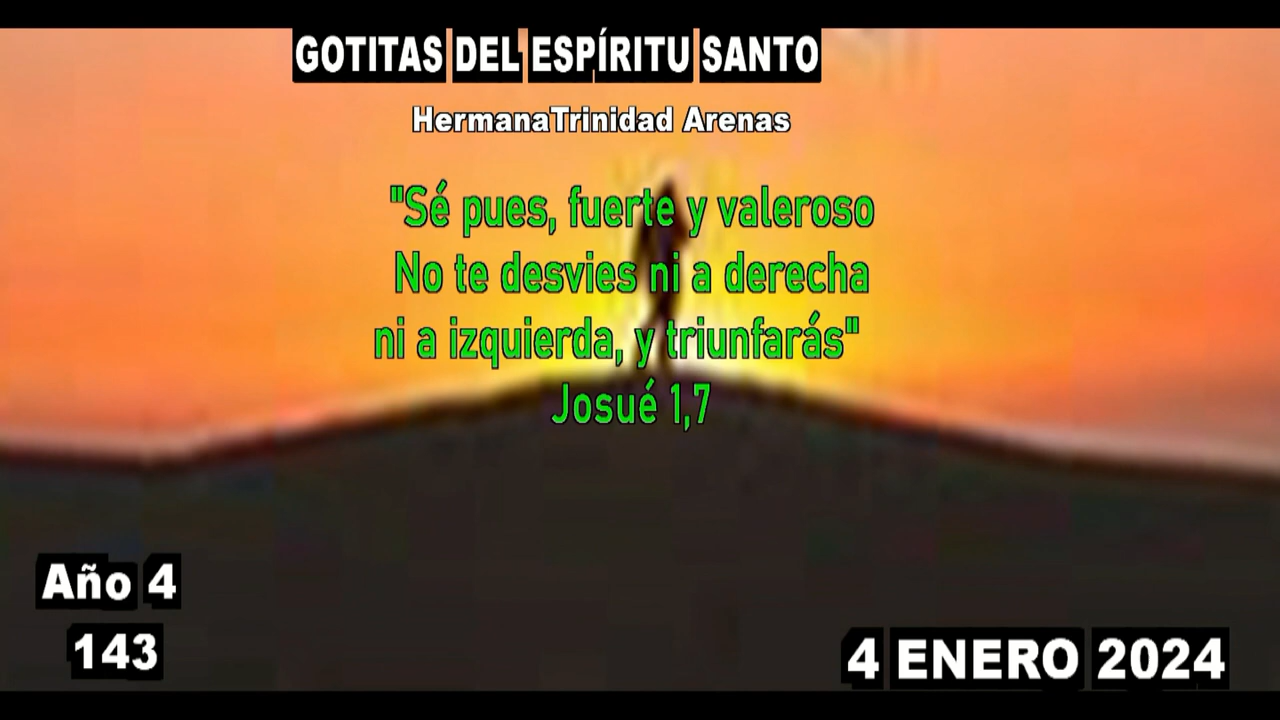 GOTITAS DEL ESPÍRITU SANTO
HermanaTrinidad Arenas
"Sé pues, fuerte y valeroso
No te desvies ni a derecha
ni a izquierda, y triunfarás"
Josué 1,7
Año 4
143
4 ENERO 2024